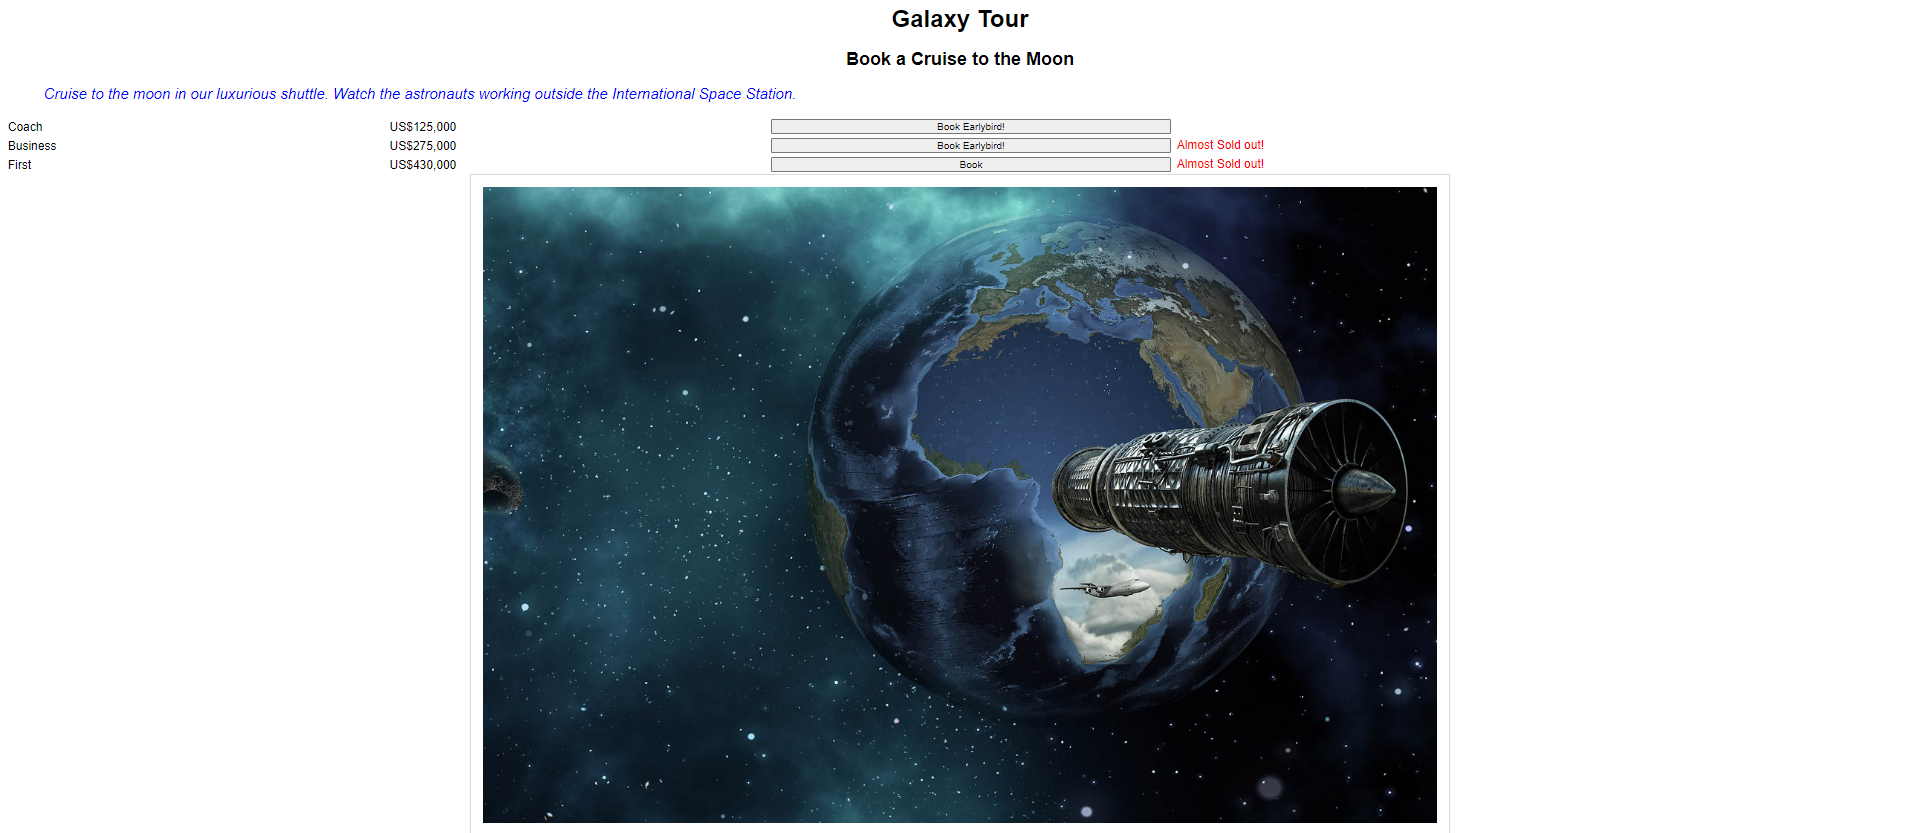 Galaxy Tour
Book a Cruise to the Moon
Cruise to the moon in our luxurious shuttle. Watch the astronauts working outside the International Space Station.
Coach US$125,000 Book Earlybird!
Business US$275,000 Book Earlybird! Almost Sold out!
First US$430,000 Book Almost Sold out!